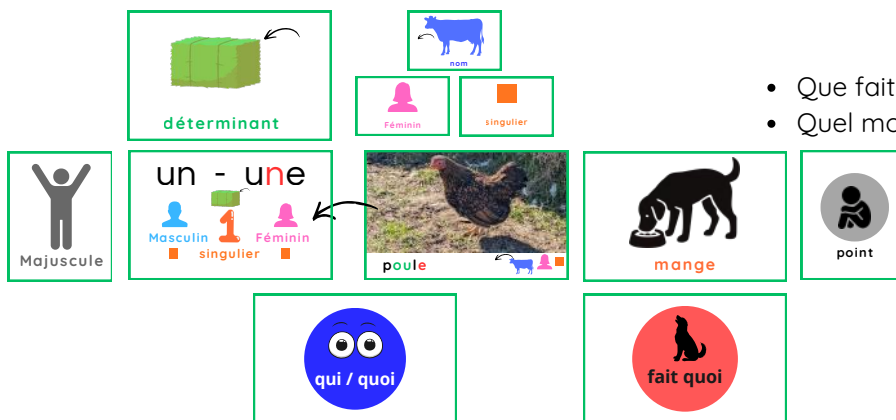 déterminant
nom
Féminin
singulier
Que fait
Quel
Majuscule
un - une
Masculin
1
Féminin
singulier
poule
mange
point
qui / quoi
fait quoi